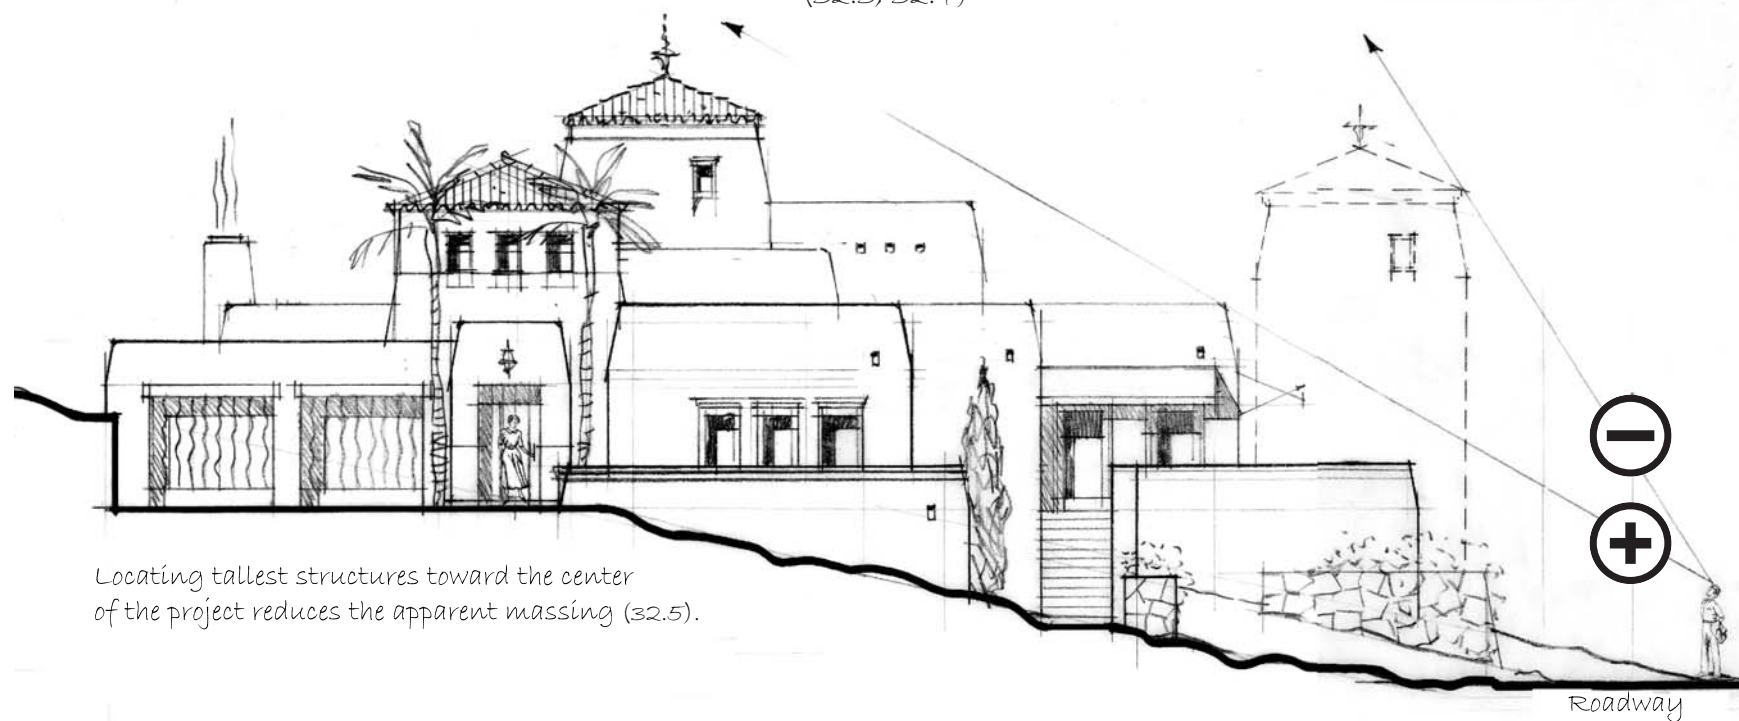 Locating tallest structures toward the center
of the project reduces the apparent massing (32.5).
Roadway